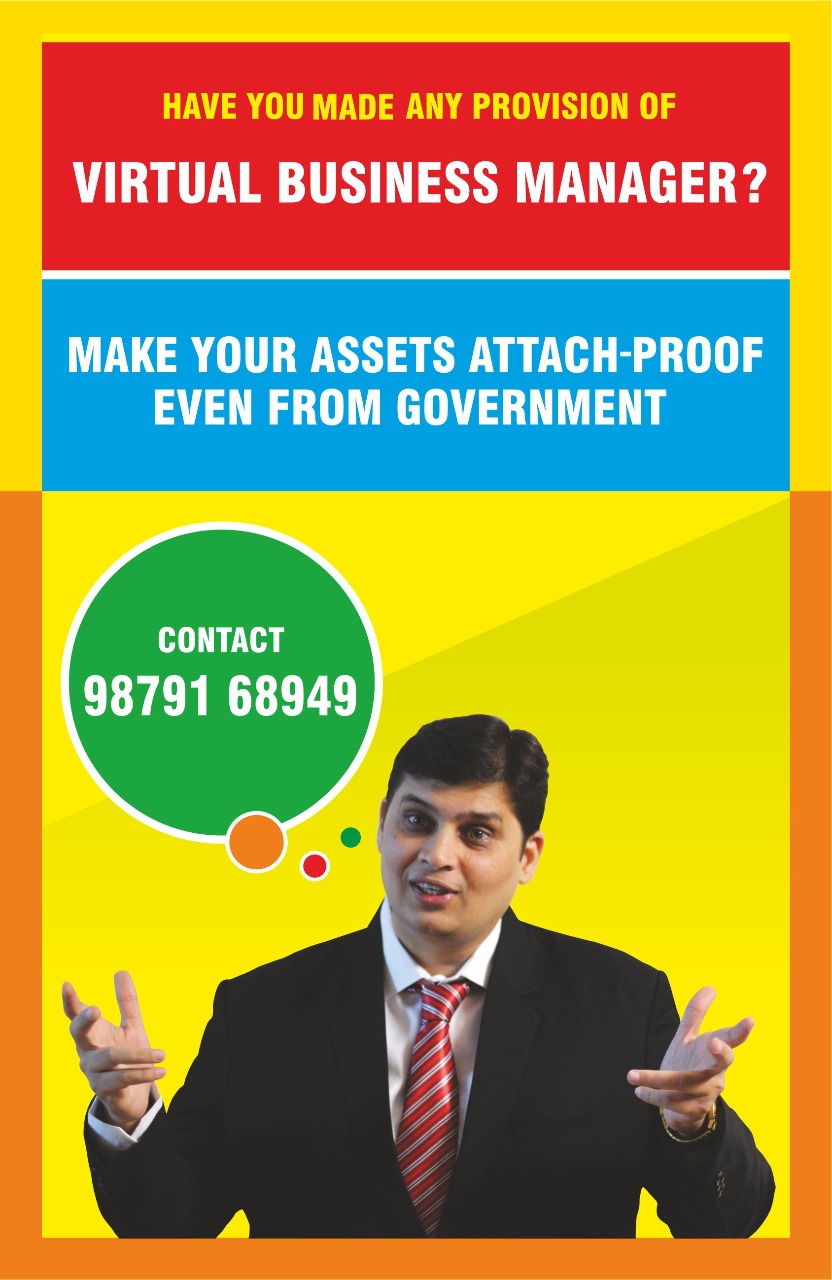 HAVE YOU MADE ANY PROVISION OF
VIRTUAL BUSINESS MANAGER?
MAKE YOUR ASSETS ATTACH-PROOF
EVEN FROM GOVERNMENT
CONTACT
98791 68949